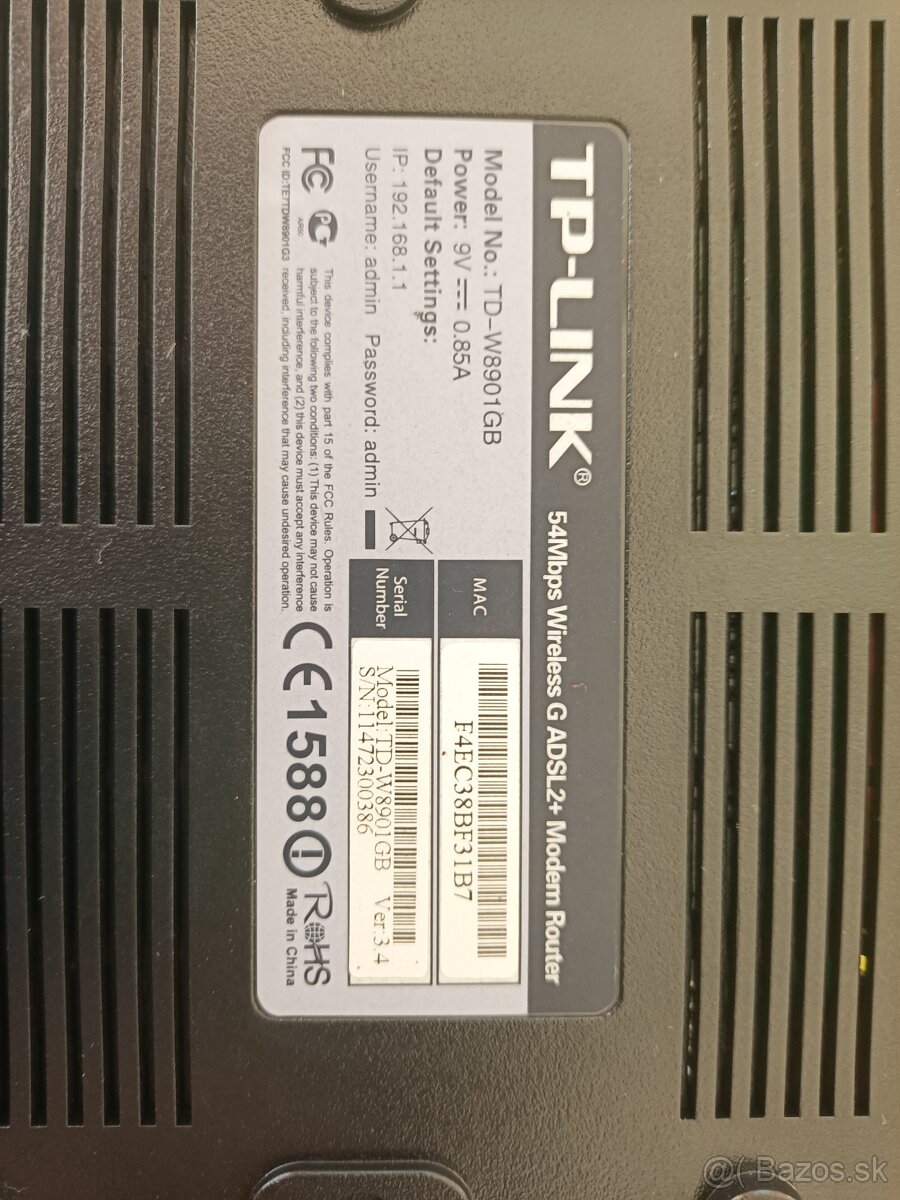 TP-LINK® 54Mbps Wireless G ADSL2+ Modem Router
Model No.: TD-W8901GB
Power: 9V 0.85A
Default Settings:
IP: 192.168.1.1
Username: admin Password: admin
MAC
F4EC38BF31B7
Serial
Number
Model:TD-W8901GB Ver:3.4
S/N:11472300386
FC
FCC ID:TE7TDW8901G3
This device complies with part 15 of the FCC Rules. Operation is
subject to the following two conditions: (1) This device may not cause
harmful interference, and (2) this device must accept any interference
received, including interference that may cause undesired operation.
CE1588
RoHS
Made in China
Bazos.sk